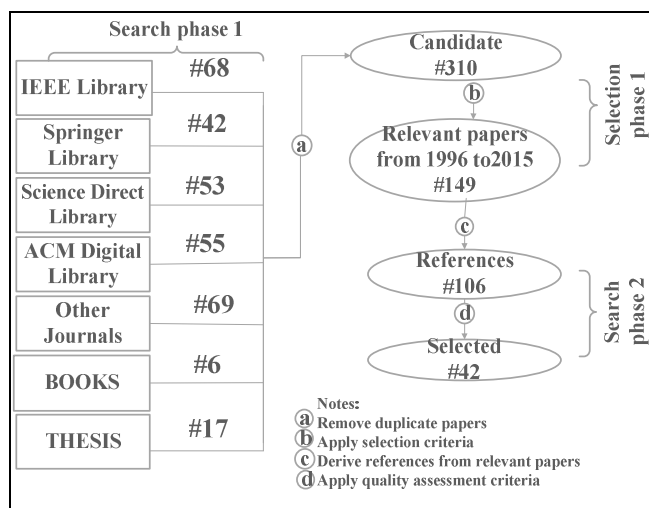 Search phase 1
IEEE Library
#68
Springer
Library
#42
Science Direct
Library
#53
ACM Digital
Library
#55
Other
Journals
#69
BOOKS
#6
THESIS
#17
a
Candidate
#310
b
Relevant papers
from 1996 to2015
#149
Selection
phase 1
c
References
#106
d
Selected
#42
Search
phase 2
Notes:
a Remove duplicate papers
b Apply selection criteria
c Derive references from relevant papers
d Apply quality assessment criteria